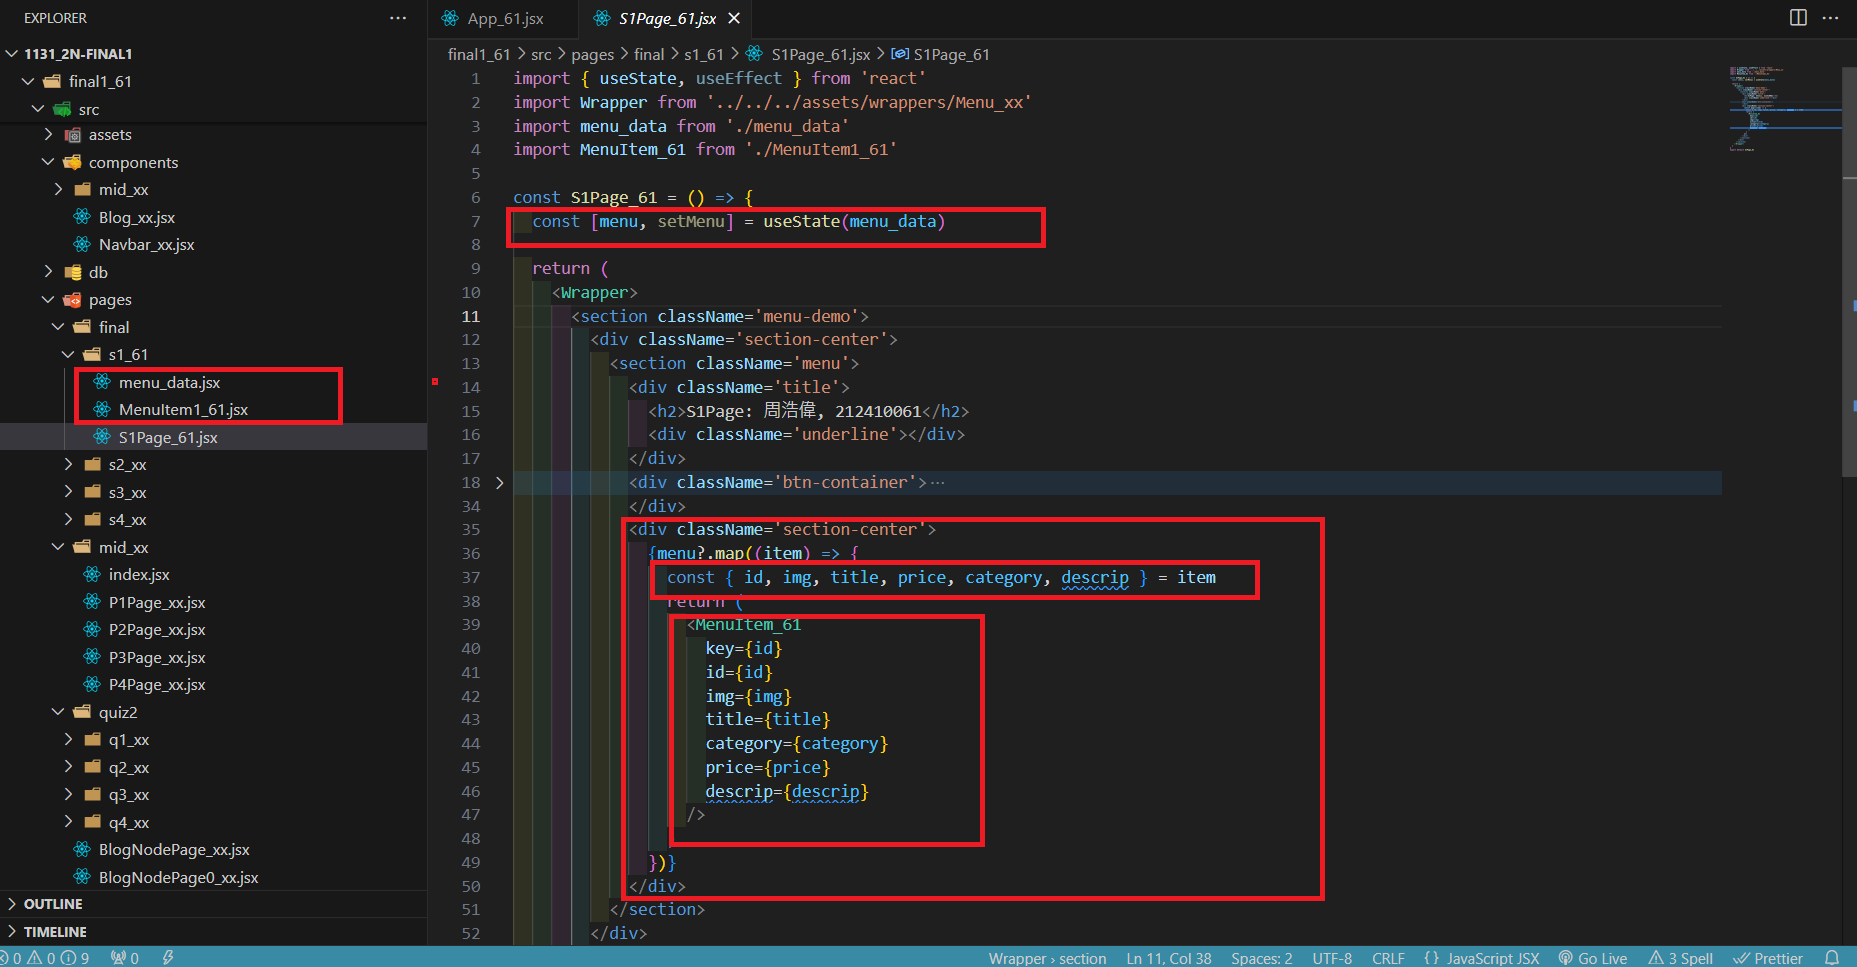 EXPLORER
1131_2N-FINAL1
final1_61
src
assets
components
mid_xx
Blog_xx.jsx
Navbar_xx.jsx
db
pages
final
s1_61
menu_data.jsx
MenuItem1_61.jsx
S1Page_61.jsx
s2_xx
s3_xx
s4_xx
mid_xx
index.jsx
P1Page_xx.jsx
P2Page_xx.jsx
P3Page_xx.jsx
P4Page_xx.jsx
quiz2
q1_xx
q2_xx
q3_xx
q4_xx
BlogNodePage_xx.jsx
BlogNodePage0_xx.jsx
OUTLINE
TIMELINE
App_61.jsx
S1Page_61.jsx
final1_61 > src > pages > final > s1_61 > S1Page_61.jsx > S1Page_61
1 import { useState, useEffect } from 'react'
2 import Wrapper from '../../../assets/wrappers/Menu_xx'
3 import menu_data from './menu_data'
4 import MenuItem_61 from './MenuItem1_61'
5
6 const S1Page_61 = () => {
7 const [menu, setMenu] = useState(menu_data)
8
9 return (
10 <Wrapper>
11 <section className='menu-demo'>
12 <div className='section-center'>
13 <section className='menu'>
14 <div className='title'>
15 <h2>S1Page: 周浩偉, 212410061</h2>
16 <div className='underline'></div>
17 </div>
18 <div className='btn-container'>⋯
34 </div>
35 <div className='section-center'>
36 {menu?.map((item) => {
37 const { id, img, title, price, category, descrip } = item
38 return (
39 <MenuItem_61
40 key={id}
41 id={id}
42 img={img}
43 title={title}
44 category={category}
45 price={price}
46 descrip={descrip}
47 />
48
49 })}
50 </div>
51 </section>
52 </div>
0 0 9 0 Wrapper › section Ln 11, Col 38 Spaces: 2 UTF-8 CRLF { } JavaScript JSX Go Live 3 Spell Prettier